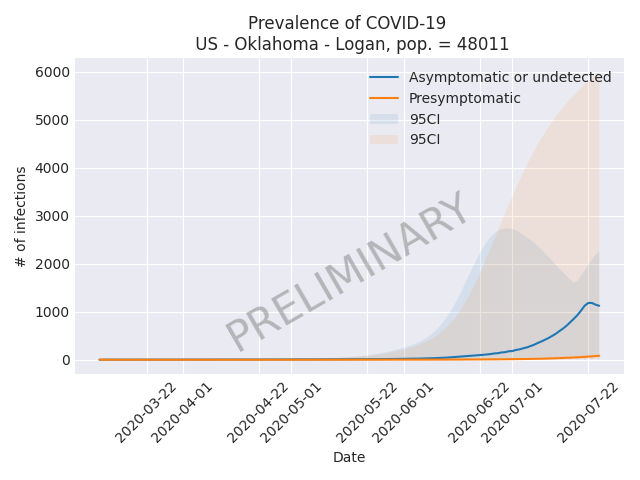 Prevalence of COVID-19
US - Oklahoma - Logan, pop. = 48011
Asymptomatic or undetected
Presymptomatic
95CI
95CI
6000
5000
4000
3000
2000
1000
0
# of infections
PRELIMINARY
2020-03-22
2020-04-01
2020-04-22
2020-05-01
2020-05-22
2020-06-01
2020-06-22
2020-07-01
2020-07-22
Date